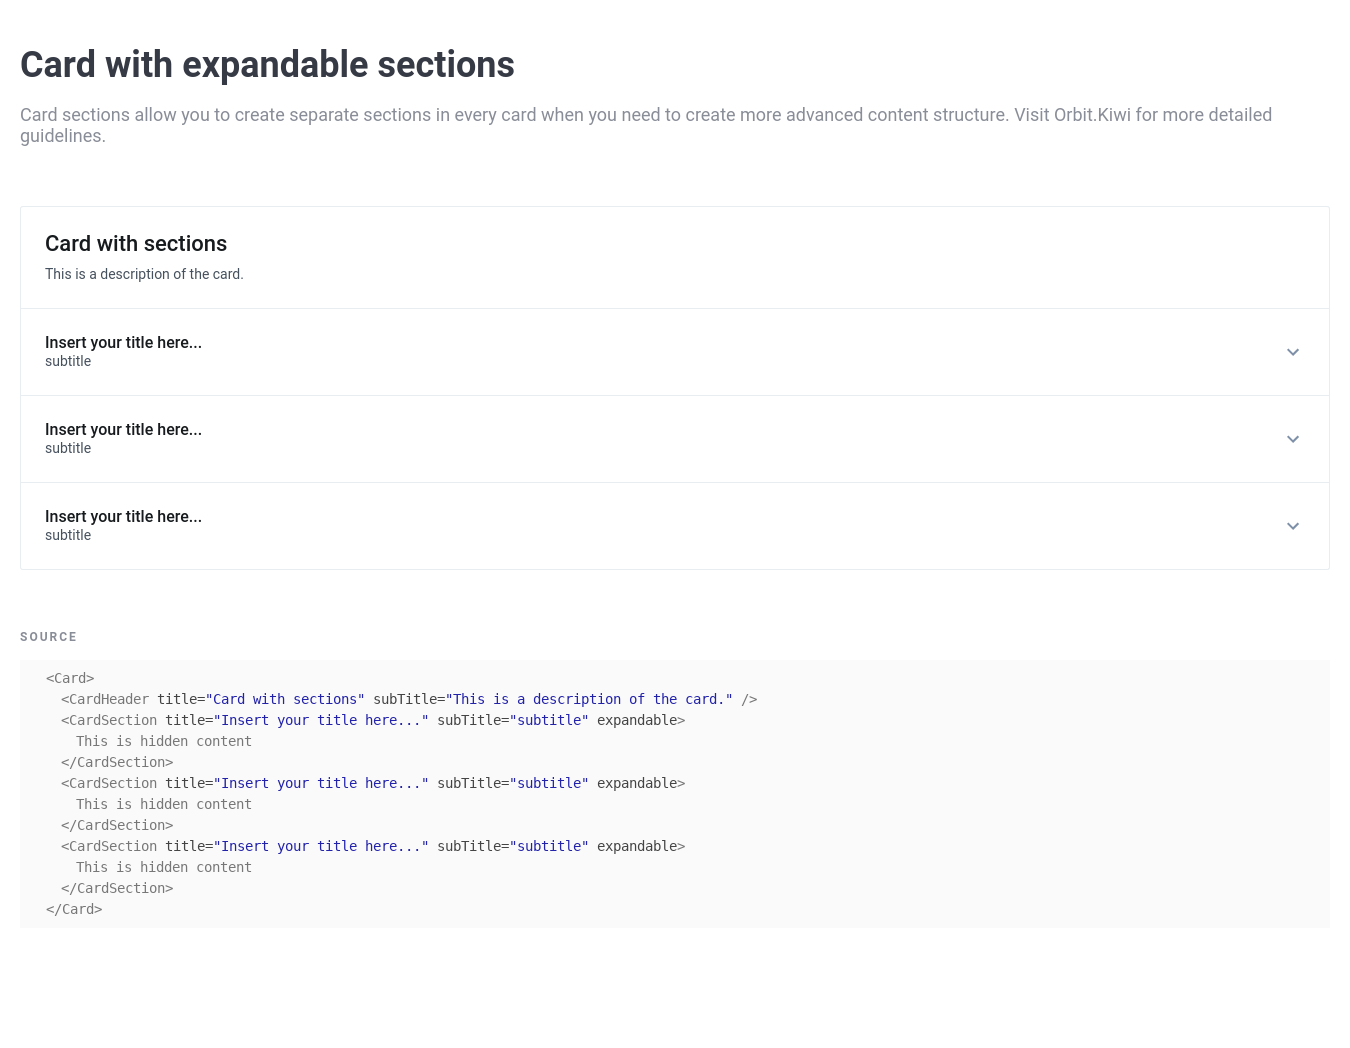 Card with expandable sections
Card sections allow you to create separate sections in every card when you need to create more advanced content structure. Visit Orbit.Kiwi for more detailed
guidelines.
Card with sections
This is a description of the card.
Insert your title here...
subtitle
Insert your title here...
subtitle
Insert your title here...
subtitle
SOURCE
<Card>
  <CardHeader title="Card with sections" subTitle="This is a description of the card." />
  <CardSection title="Insert your title here..." subTitle="subtitle" expandable>
    This is hidden content
  </CardSection>
  <CardSection title="Insert your title here..." subTitle="subtitle" expandable>
    This is hidden content
  </CardSection>
  <CardSection title="Insert your title here..." subTitle="subtitle" expandable>
    This is hidden content
  </CardSection>
</Card>